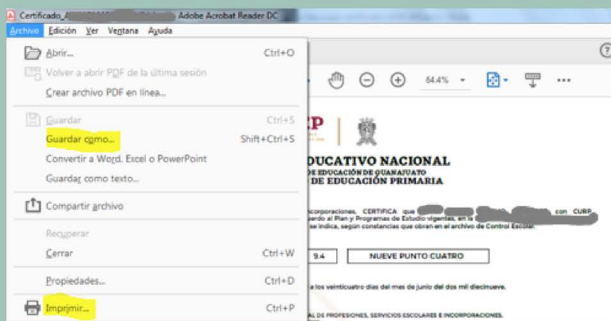 Certificado_ Adobe Acrobat Reader DC
Archivo Edición Ver Ventana Ayuda
Abrir... Ctrl+O
Volver a abrir PDF de la última sesión
Crear archivo PDF en línea...
Guardar Ctrl+S
Guardar como... Shift+Ctrl+S
Convertir a Word, Excel o PowerPoint
Guardar como texto...
Compartir archivo
Recuperar
Cerrar Ctrl+W
Propiedades... Ctrl+D
Imprimir... Ctrl+P
64.4%
EP
DUCATIVO NACIONAL
DE EDUCACIÓN DE GUANAJUATO
DE EDUCACIÓN PRIMARIA
ncorporaciones, CERTIFICA que con CURP
uerdo al Plan y Programas de Estudio vigentes, en la
se indica, según constancias que obran en el archivo de Control Escolar.
9.4 NUEVE PUNTO CUATRO
a los veinticuatro días del mes de junio del dos mil diecinueve.
AL DE PROFESIONES, SERVICIOS ESCOLARES E INCORPORACIONES.